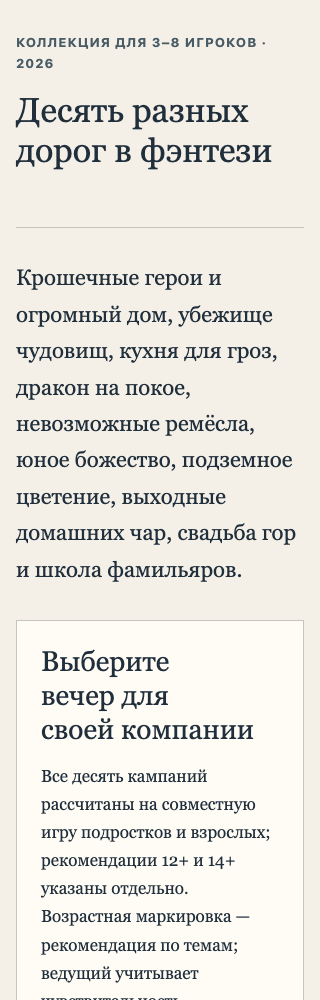 КОЛЛЕКЦИЯ ДЛЯ 3–8 ИГРОКОВ ·
2026
Десять разных
дорог в фэнтези
Крошечные герои и
огромный дом, убежище
чудовищ, кухня для гроз,
дракон на покое,
невозможные ремёсла,
юное божество, подземное
цветение, выходные
домашних чар, свадьба гор
и школа фамильяров.
Выберите
вечер для
своей компании
Все десять кампаний
рассчитаны на совместную
игру подростков и взрослых;
рекомендации 12+ и 14+
указаны отдельно.
Возрастная маркировка —
рекомендация по темам;
ведущий учитывает